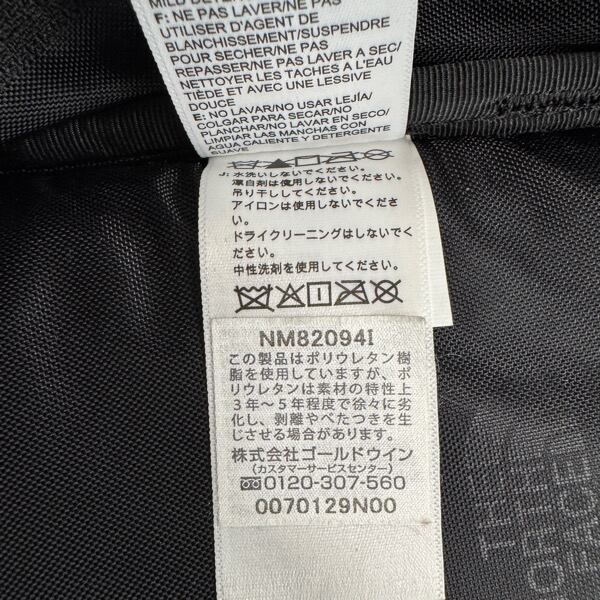 MILD DETER
F: NE PAS LAVER/NE PAS
UTILISER D'AGENT DE
BLANCHISSEMENT/SUSPENDRE
POUR SÉCHER/NE PAS
REPASSER/NE PAS LAVER A SEC/
NETTOYER LES TACHES À L'EAU
TIÈDE ET AVEC UNE LESSIVE
DOUCE
E: NO LAVAR/NO USAR LEJÍA/
COLGAR PARA SECAR/NO
PLANCHAR/NO LAVAR EN SECO/
LIMPIAR LAS MANCHAS CON
AGUA CALIENTE Y DETERGENTE
SUAVE
J: 水洗いしないでください。
漂白剤は使用しないでください。
吊り干ししてください。
アイロンは使用しないでください
。
ドライクリーニングはしないでく
ださい。
中性洗剤を使用してください。
NM82094I
この製品はポリウレタン樹
脂を使用していますが、ポ
リウレタンは素材の特性上
3年～5年程度で徐々に劣
化し、剥離やべたつきを生
じさせる場合があります。
株式会社ゴールドウイン
(カスタマーサービスセンター)
0120-307-560
0070129N00
THE
NORTH
FACE